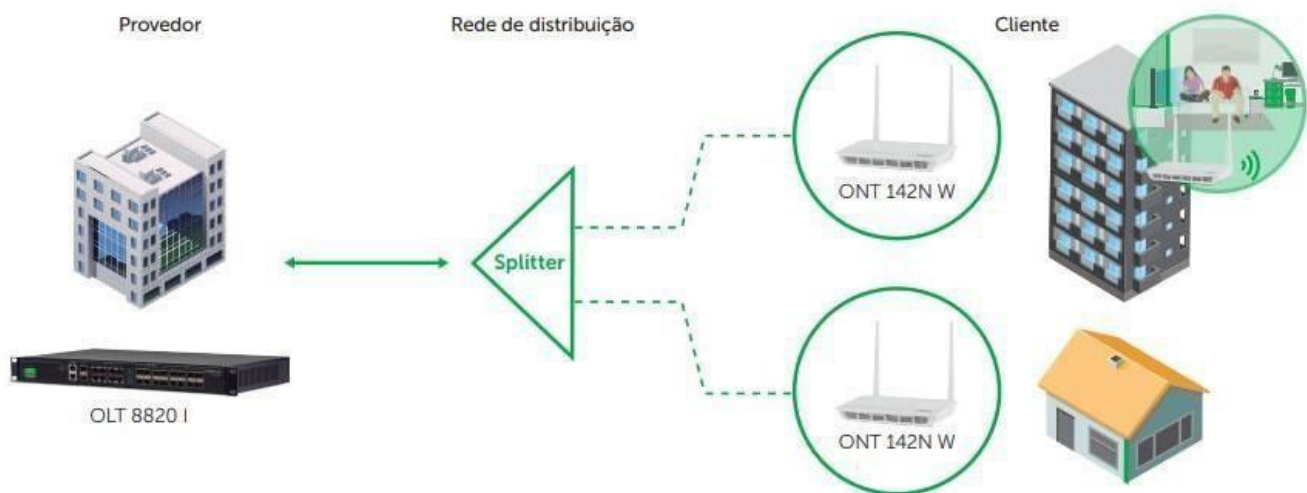 Provedor
Rede de distribuição
Cliente
ONT 142N W
Splitter
OLT 8820 I
ONT 142N W